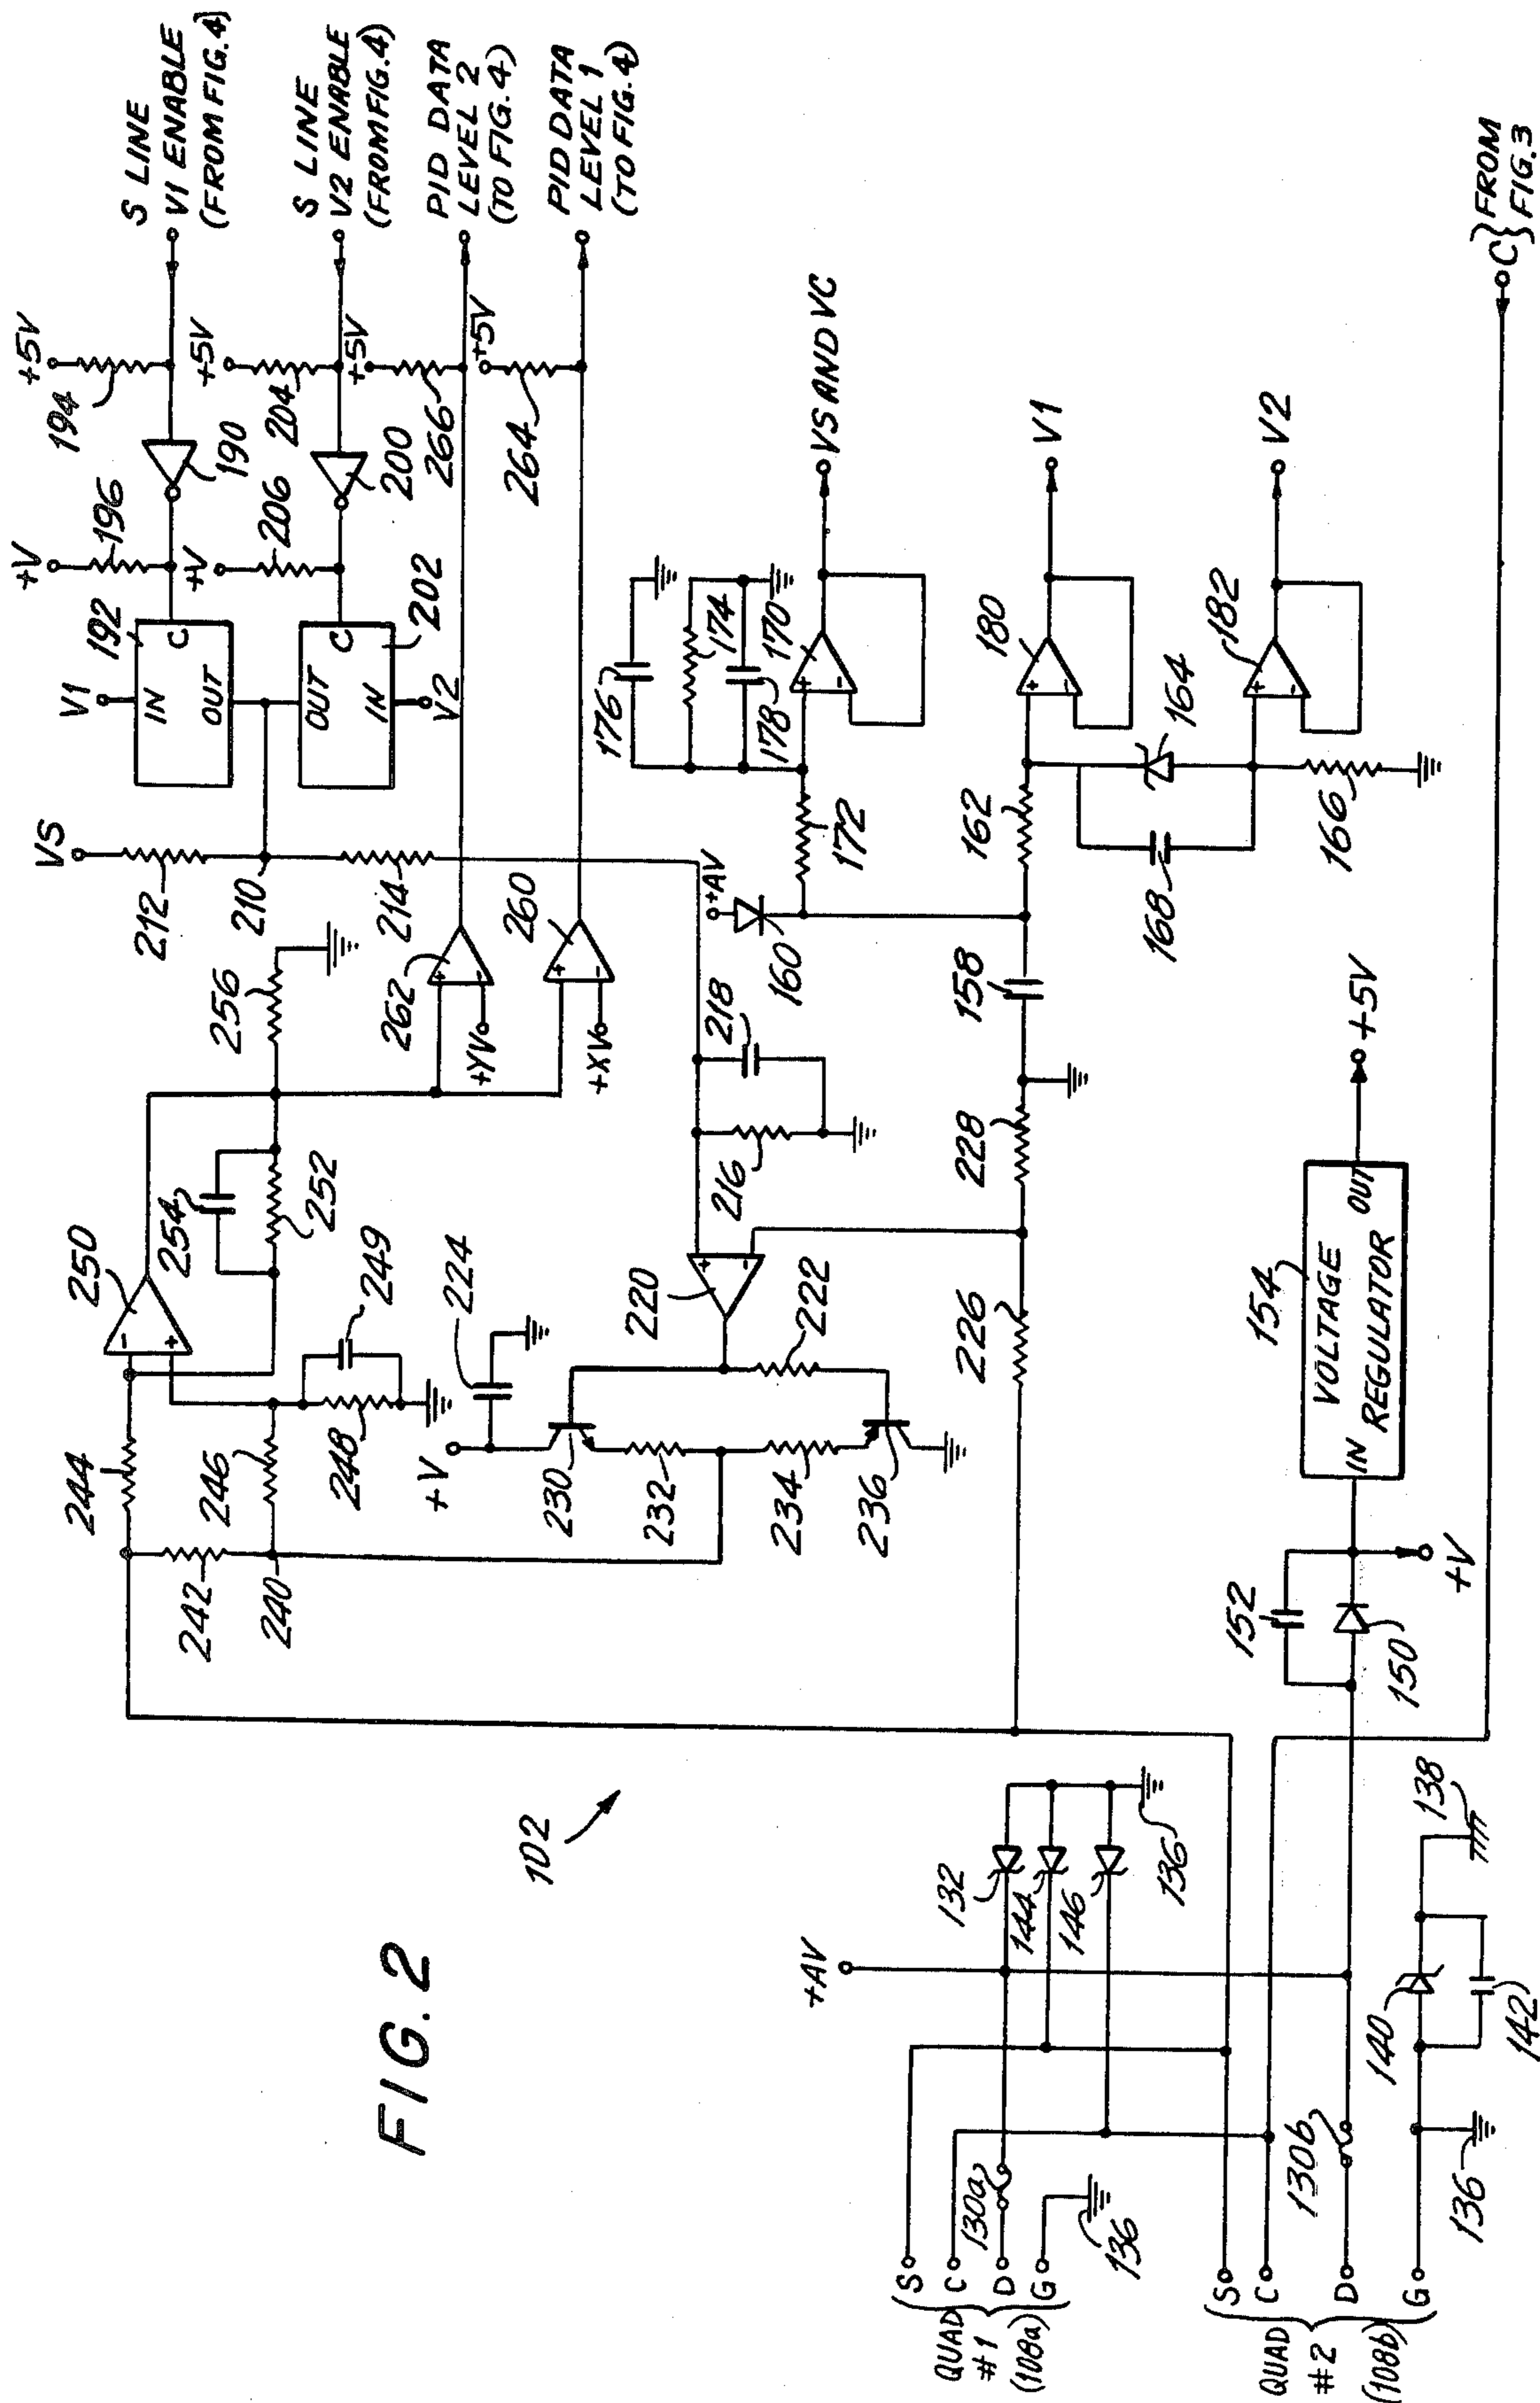 FIG. 2
102
S LINE
V1 ENABLE
(FROM FIG.4)
S LINE
V2 ENABLE
(FROM FIG.4)
PID DATA
LEVEL 2
(TO FIG.4)
PID DATA
LEVEL 1
(TO FIG.4)
+5V
194
190
+V
196
192
V1
IN
OUT
C
+5V
204
200
+V
206
202
OUT
IN
C
V2
+5V
266
+5V
264
VS
212
210
214
256
262
+YV
260
+XV
250
-
+
254
252
249
248
244
246
242
240
224
+V
230
232
234
236
220
+
-
222
216
218
226
228
158
+AV
160
172
176
174
178
170
+
-
VS AND VC
162
180
+
-
V1
164
168
166
182
+
-
V2
154
VOLTAGE
REGULATOR
IN
OUT
+5V
152
150
+V
C
FROM
FIG.3
+AV
132
144
146
136
138
140
142
136
130a
136
130b
S
C
D
G
QUAD
#1
(108a)
S
C
D
G
QUAD
#2
(108b)